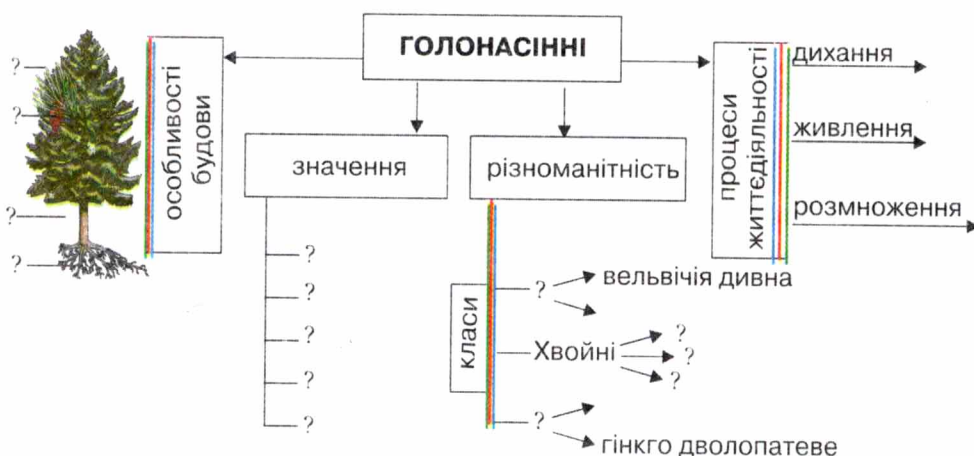 ГОЛОНАСІННІ
?
?
?
?
особливості
будови
значення
?
?
?
?
?
різноманітність
класи
?
вельвічія дивна
Хвойні
?
?
?
?
гінкго дволопатеве
процеси
життєдіяльності
дихання
живлення
розмноження